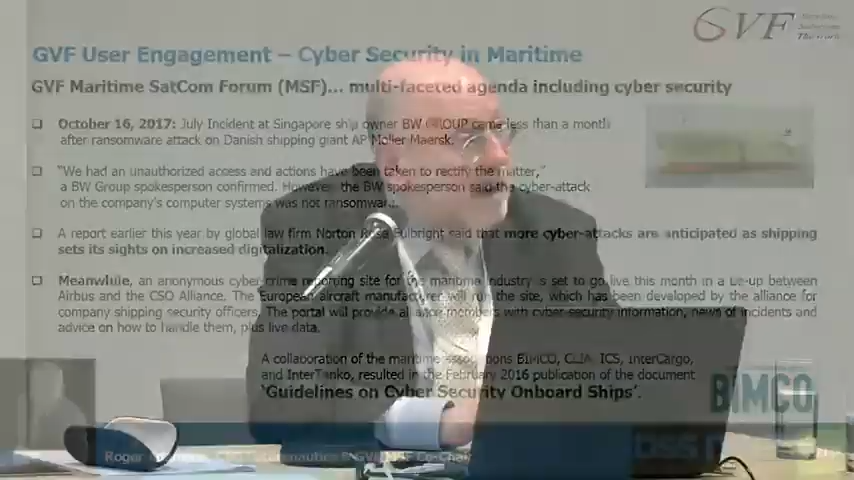 GVF
GVF User Engagement – Cyber Security in Maritime
GVF Maritime SatCom Forum (MSF)... multi-faceted agenda including cyber security
October 16, 2017: July Incident at Singapore ship owner BW GROUP came less than a month
after ransomware attack on Danish shipping giant AP Moller Maersk.
"We had an unauthorized access and actions have been taken to rectify the matter,"
a BW Group spokesperson confirmed. However, the BW spokesperson said the cyber-attack
on the company's computer systems was not ransomware.
A report earlier this year by global law firm Norton Rose Fulbright said that more cyber-attacks are anticipated as shipping
sets its sights on increased digitalization.
Meanwhile, an anonymous cyber-crime reporting site for the maritime industry is set to go live this month in a tie-up between
Airbus and the CSO Alliance. The European aircraft manufacturer will run the site, which has been developed by the alliance for
company shipping security officers. The portal will provide alliance members with cyber-security information, news of incidents and
advice on how to handle them, plus live data.
A collaboration of the maritime associations BIMCO, CLIA, ICS, InterCargo,
and InterTanko, resulted in the February 2016 publication of the document
'Guidelines on Cyber Security Onboard Ships'.
BIMCO
Roger
Co-Chair